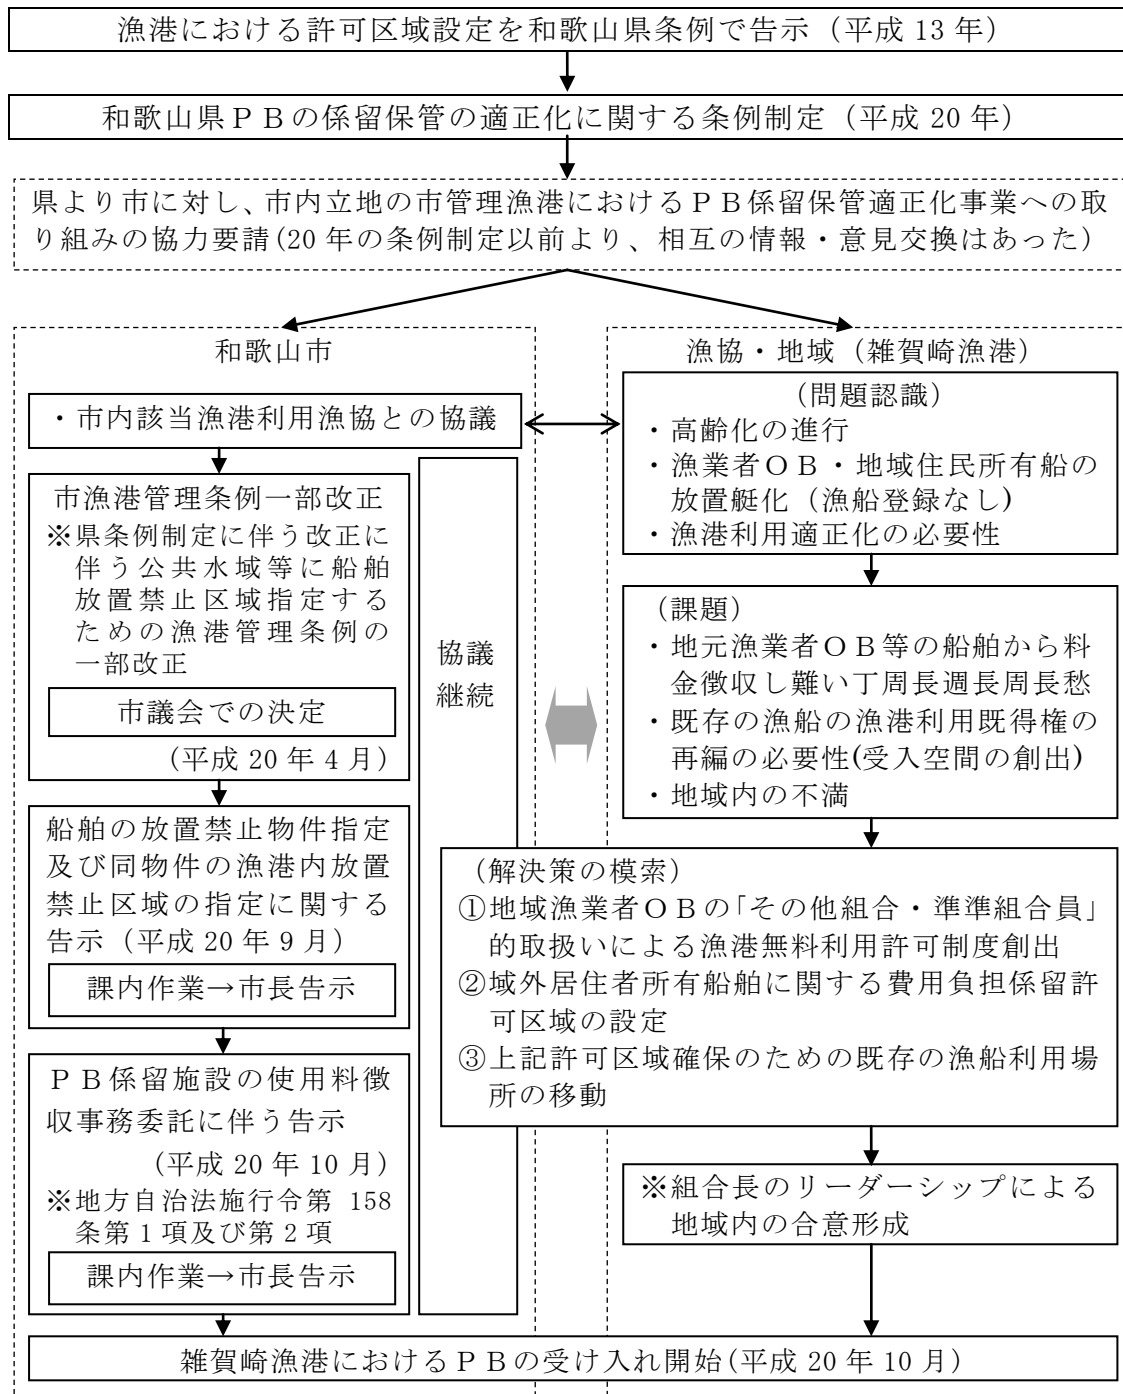 漁港における許可区域設定を和歌山県条例で告示（平成 13 年）
和歌山県ＰＢの係留保管の適正化に関する条例制定（平成 20 年）
県より市に対し、市内立地の市管理漁港におけるＰＢ係留保管適正化事業への取
り組みの協力要請(20 年の条例制定以前より、相互の情報・意見交換はあった）
和歌山市
・市内該当漁港利用漁協との協議
市漁港管理条例一部改正
※県条例制定に伴う改正に
伴う公共水域等に船舶
放置禁止区域指定する
ための漁港管理条例の
一部改正
市議会での決定
（平成 20 年 4 月）
船舶の放置禁止物件指定
及び同物件の漁港内放置
禁止区域の指定に関する
告示（平成 20 年 9 月）
課内作業→市長告示
ＰＢ係留施設の使用料徴
収事務委託に伴う告示
（平成 20 年 10 月）
※地方自治法施行令第 158
条第 1 項及び第 2 項
課内作業→市長告示
協議
継続
漁協・地域（雑賀崎漁港）
（問題認識）
・高齢化の進行
・漁業者ＯＢ・地域住民所有船の
放置艇化（漁船登録なし）
・漁港利用適正化の必要性
（課題）
・地元漁業者ＯＢ等の船舶から料
金徴収し難い丁周長週長周長愁
・既存の漁船の漁港利用既得権の
再編の必要性(受入空間の創出)
・地域内の不満
（解決策の模索）
①地域漁業者ＯＢの「その他組合・準準組合員」
的取扱いによる漁港無料利用許可制度創出
②域外居住者所有船舶に関する費用負担係留許
可区域の設定
③上記許可区域確保のための既存の漁船利用場
所の移動
※組合長のリーダーシップによる
地域内の合意形成
雑賀崎漁港におけるＰＢの受け入れ開始(平成 20 年 10 月）